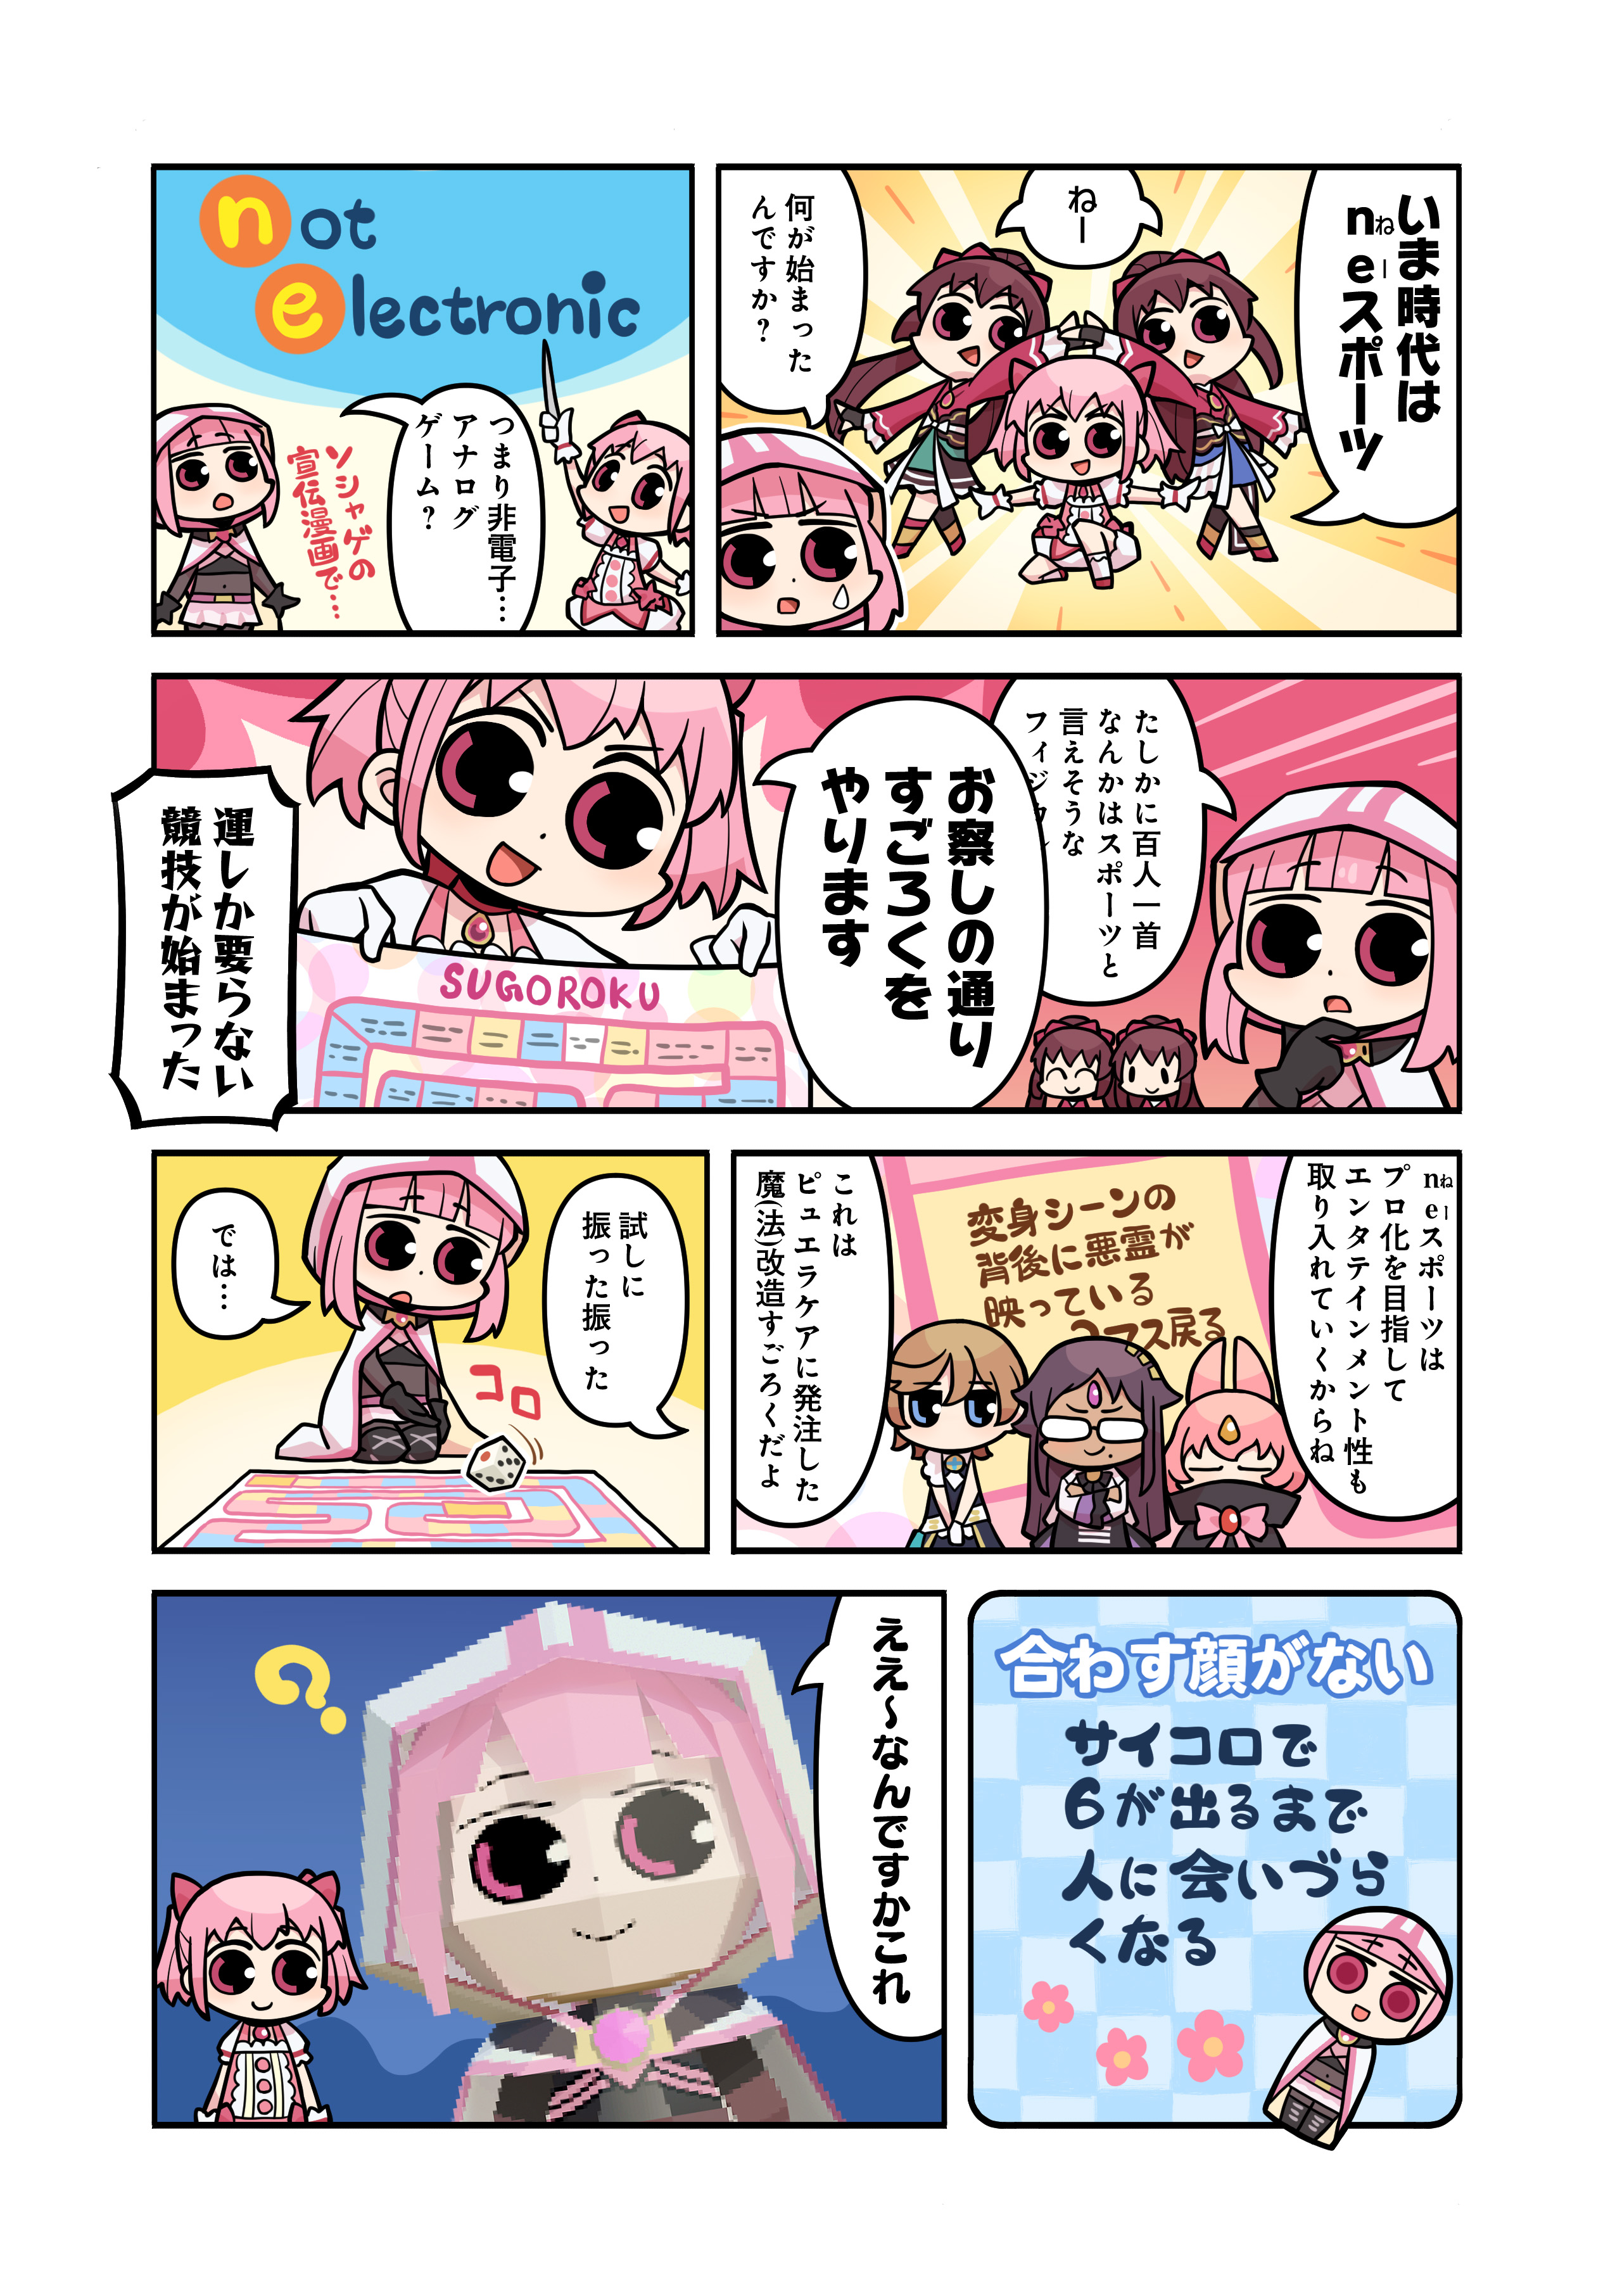 いま時代は
neスポーツ
ねー
ねー
何が始まった
んですか？
not
electronic
つまり非電子…
アナログ
ゲーム？
ソシャゲの
宣伝漫画で…
たしかに百人一首
なんかはスポーツと
言えそうな
フィジカル
お察しの通り
すごろくを
やります
SUGOROKU
運しか要らない
競技が始まった
neスポーツは
ねー
プロ化を目指して
エンタテインメント性も
取り入れていくからね
変身シーンの
背後に悪霊が
映っている
マス戻る
これは
ピュエラケアに発注した
魔(法)改造すごろくだよ
試しに
振った振った
コロ
では…
合わす顔がない
サイコロで
6が出るまで
人に会いづら
くなる
ええ～なんですかこれ
?